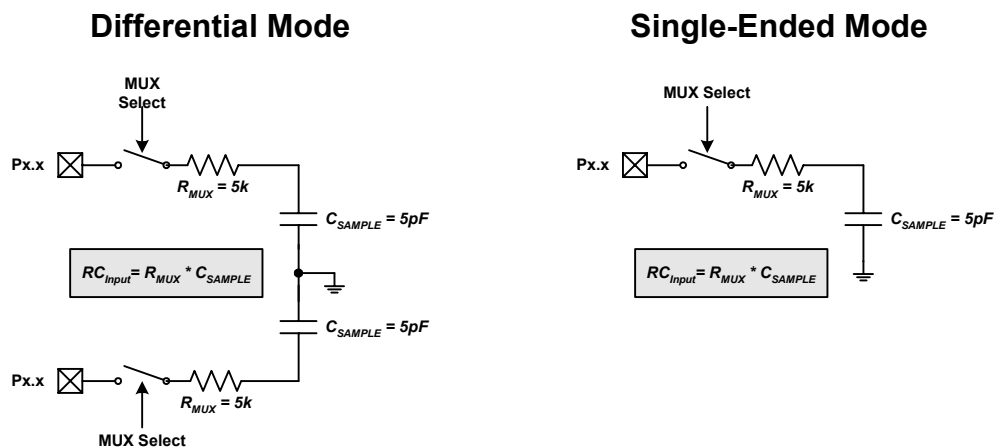 Differential Mode
MUX
Select
Px.x
R_MUX = 5k
C_SAMPLE = 5pF
RC_Input= R_MUX * C_SAMPLE
C_SAMPLE = 5pF
Px.x
R_MUX = 5k
MUX Select
Single-Ended Mode
MUX Select
Px.x
R_MUX = 5k
C_SAMPLE = 5pF
RC_Input= R_MUX * C_SAMPLE